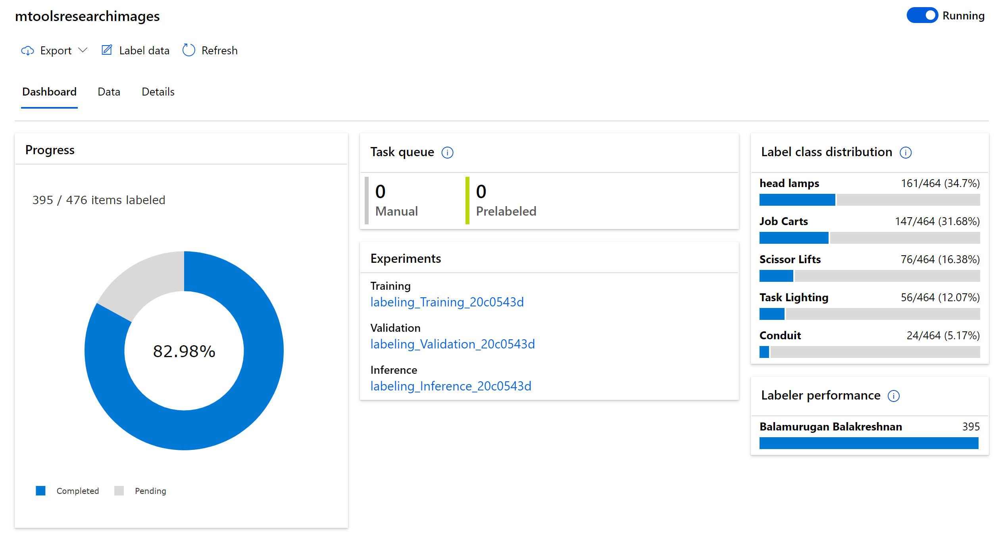 mtoolsresearchimages
Running
Export
Label data
Refresh
Dashboard
Data
Details
Progress
395 / 476 items labeled
82.98%
Completed
Pending
Task queue
0
Manual
0
Prelabeled
Experiments
Training
labeling_Training_20c0543d
Validation
labeling_Validation_20c0543d
Inference
labeling_Inference_20c0543d
Label class distribution
head lamps 161/464 (34.7%)
Job Carts 147/464 (31.68%)
Scissor Lifts 76/464 (16.38%)
Task Lighting 56/464 (12.07%)
Conduit 24/464 (5.17%)
Labeler performance
Balamurugan Balakreshnan 395